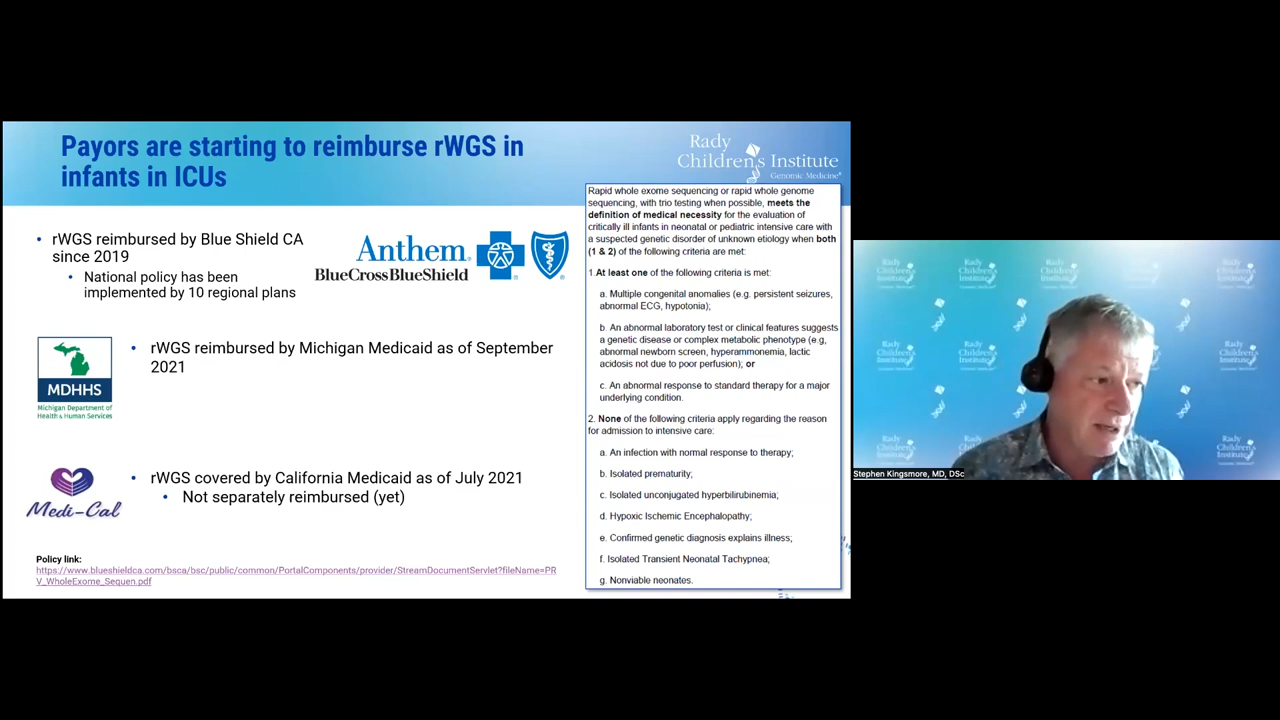 Payors are starting to reimburse rWGS in
infants in ICUs
Rady
Children's Institute
Genomic Medicine®
• rWGS reimbursed by Blue Shield CA
since 2019
• National policy has been
implemented by 10 regional plans
Anthem
BlueCrossBlueShield
MDHHS
Michigan Department of
Health & Human Services
• rWGS reimbursed by Michigan Medicaid as of September
2021
Medi-Cal
• rWGS covered by California Medicaid as of July 2021
• Not separately reimbursed (yet)
Policy link:
https://www.blueshieldca.com/bsca/bsc/public/common/PortalComponents/provider/StreamDocumentServlet?fileName=PR
V_WholeExome_Sequen.pdf
Rapid whole exome sequencing or rapid whole genome
sequencing, with trio testing when possible, meets the
definition of medical necessity for the evaluation of
critically ill infants in neonatal or pediatric intensive care with
a suspected genetic disorder of unknown etiology when both
(1 & 2) of the following criteria are met:
1.At least one of the following criteria is met:
a. Multiple congenital anomalies (e.g. persistent seizures,
abnormal ECG, hypotonia);
b. An abnormal laboratory test or clinical features suggests
a genetic disease or complex metabolic phenotype (e.g,
abnormal newborn screen, hyperammonemia, lactic
acidosis not due to poor perfusion); or
c. An abnormal response to standard therapy for a major
underlying condition.
2. None of the following criteria apply regarding the reason
for admission to intensive care:
a. An infection with normal response to therapy;
b. Isolated prematurity;
c. Isolated unconjugated hyperbilirubinemia;
d. Hypoxic Ischemic Encephalopathy;
e. Confirmed genetic diagnosis explains illness;
f. Isolated Transient Neonatal Tachypnea;
g. Nonviable neonates.
Stephen Kingsmore, MD, DSc